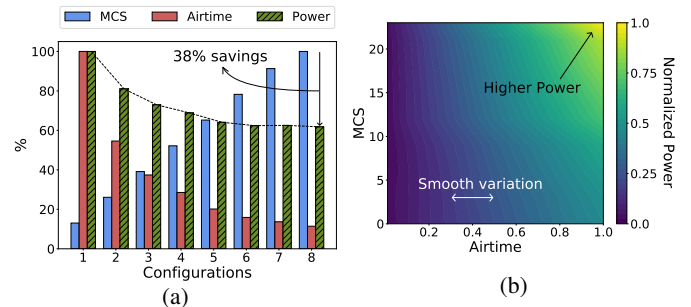 MCS Airtime Power
38% savings
100
80
60
40
20
0
%
1 2 3 4 5 6 7 8
Configurations
(a)
Higher Power
Smooth variation
20
15
10
5
0
MCS
0.2 0.4 0.6 0.8 1.0
Airtime
1.0
0.75
0.5
0.25
0.0
Normalized Power
(b)